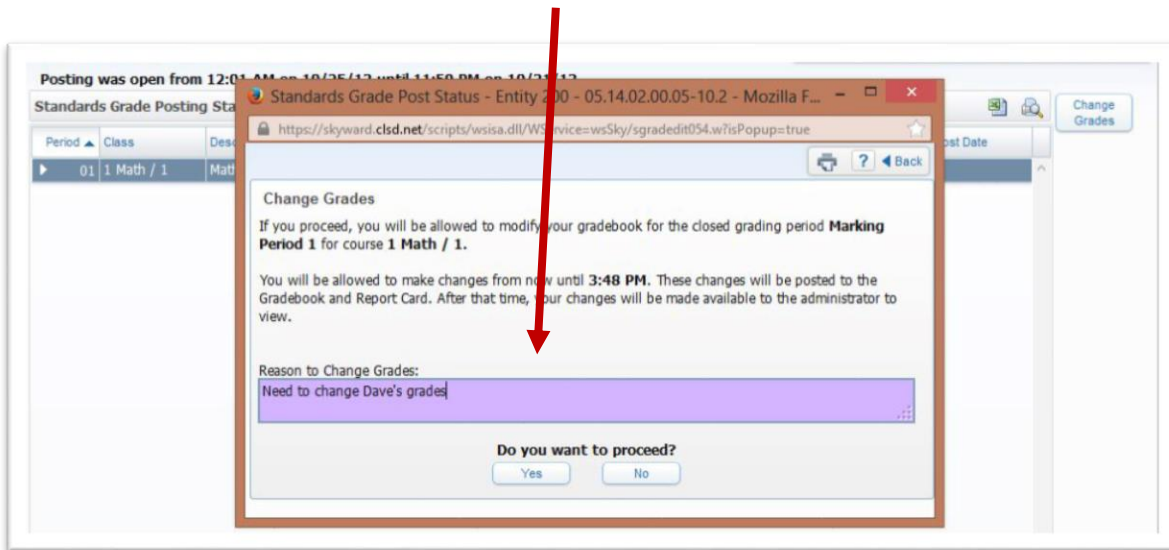 Posting was open from 12:01 AM on 10/25/12 until 11:59 PM on 10/31/12
Standards Grade Posting Sta
Change
Grades
Period Class Desc ost Date
01 1 Math / 1 Math
Standards Grade Post Status - Entity 200 - 05.14.02.00.05-10.2 - Mozilla F...
https://skyward.clsd.net/scripts/wsisa.dll/WService=wsSky/sgradedit054.w?isPopup=true
? Back
Change Grades
If you proceed, you will be allowed to modify your gradebook for the closed grading period Marking
Period 1 for course 1 Math / 1.
You will be allowed to make changes from now until 3:48 PM. These changes will be posted to the
Gradebook and Report Card. After that time, your changes will be made available to the administrator to
view.
Reason to Change Grades:
Need to change Dave's grades
Do you want to proceed?
Yes No